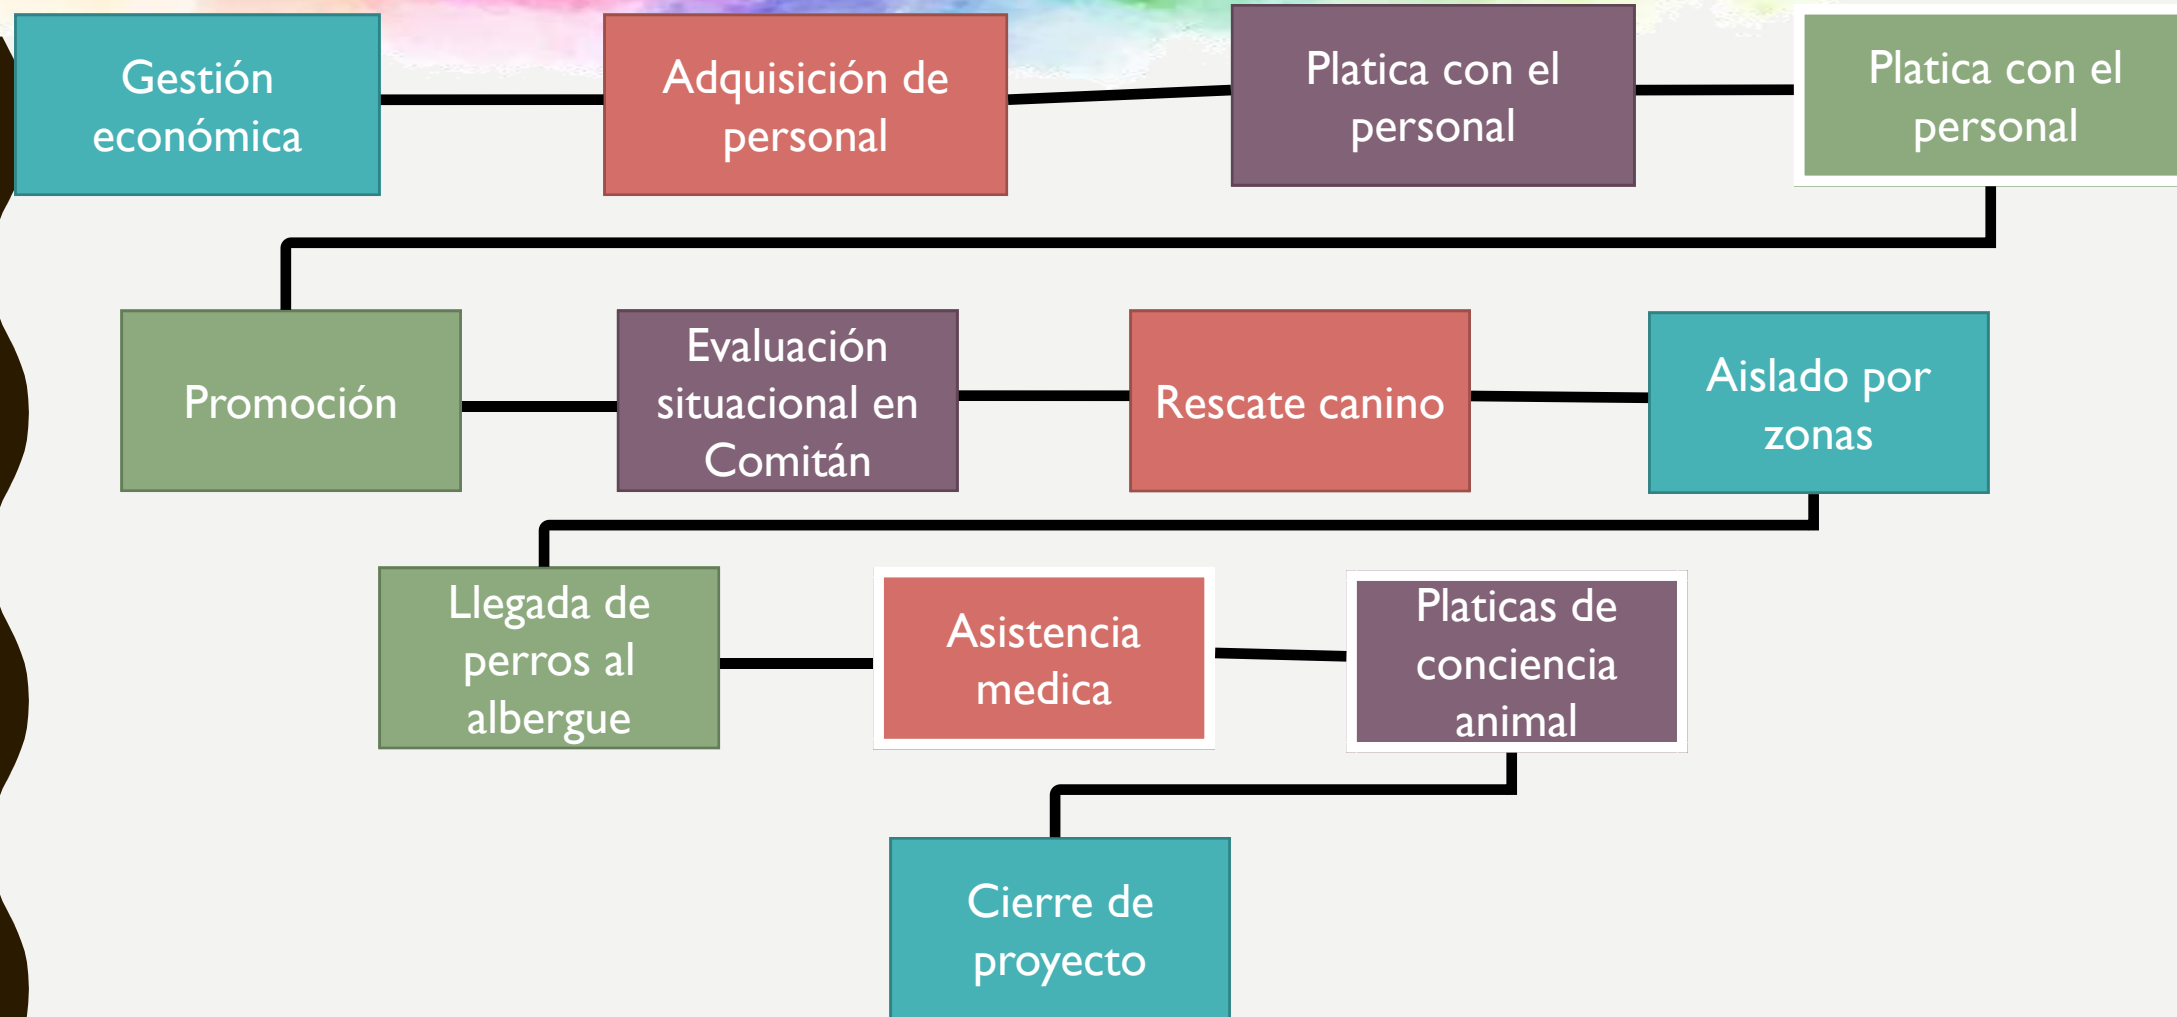 Gestión
económica
Adquisición de
personal
Platica con el
personal
Platica con el
personal
Promoción
Evaluación
situacional en
Comitán
Rescate canino
Aislado por
zonas
Llegada de
perros al
albergue
Asistencia
medica
Platicas de
conciencia
animal
Cierre de
proyecto